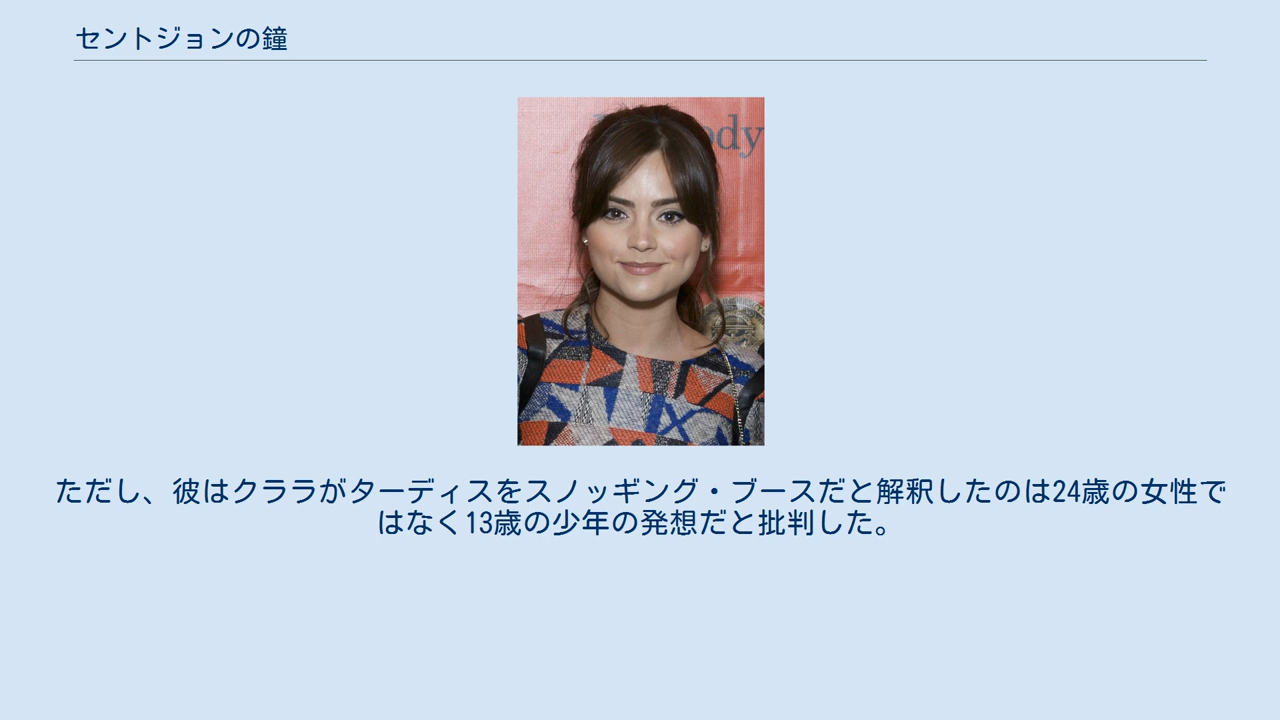 セントジョンの鐘
ody
ただし、彼はクララがターディスをスノッギング・ブースだと解釈したのは24歳の女性で
はなく13歳の少年の発想だと批判した。